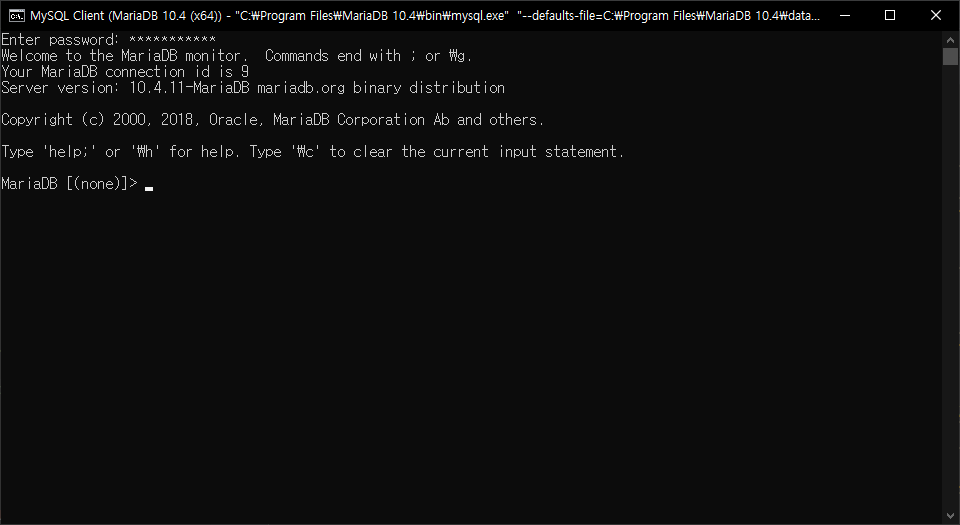 MySQL Client (MariaDB 10.4 (x64)) - "C:₩Program Files₩MariaDB 10.4₩bin₩mysql.exe" "--defaults-file=C:₩Program Files₩MariaDB 10.4₩data...
Enter password: ***********
Welcome to the MariaDB monitor.  Commands end with ; or ₩g.
Your MariaDB connection id is 9
Server version: 10.4.11-MariaDB mariadb.org binary distribution
Copyright (c) 2000, 2018, Oracle, MariaDB Corporation Ab and others.
Type 'help;' or '₩h' for help. Type '₩c' to clear the current input statement.
MariaDB [(none)]>